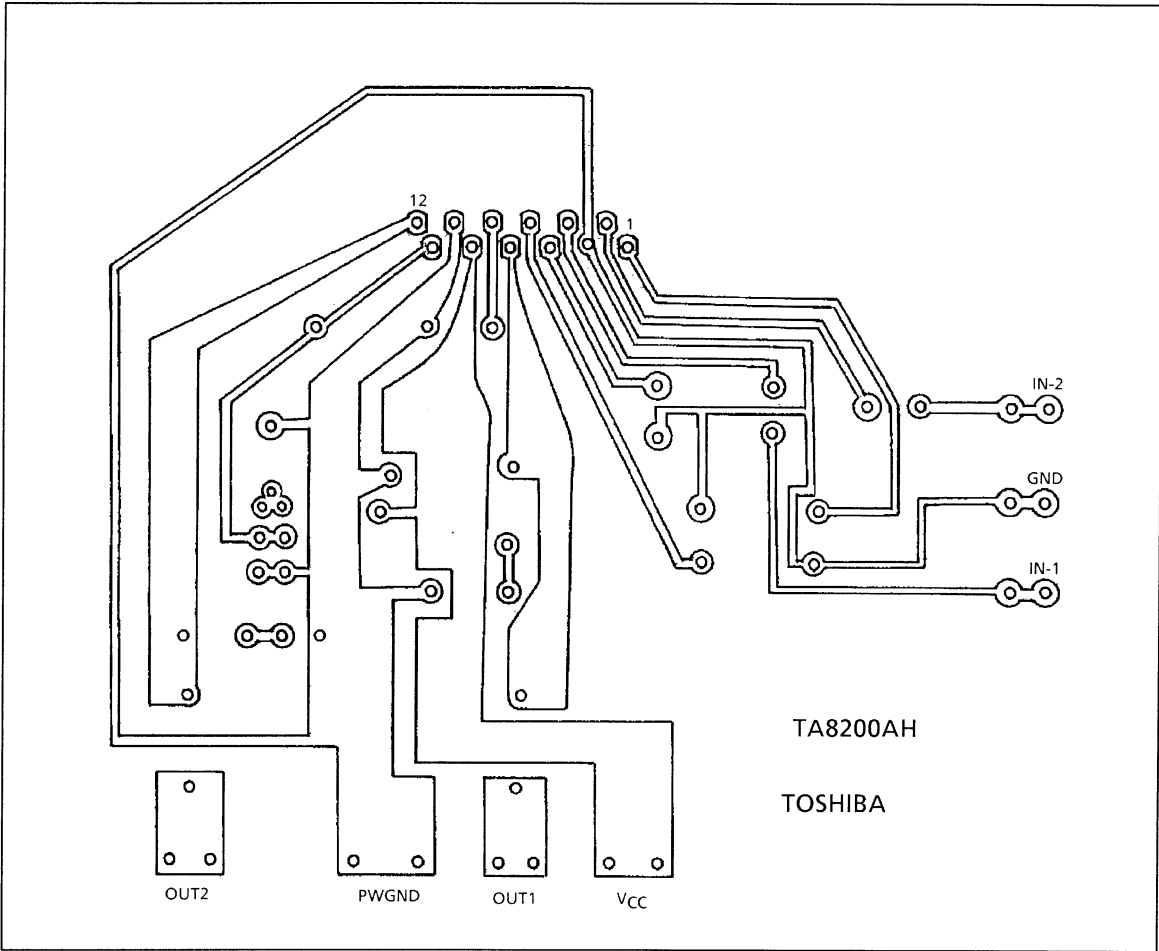 12
1
IN-2
GND
IN-1
TA8200AH
TOSHIBA
OUT2
PWGND
OUT1
VCC